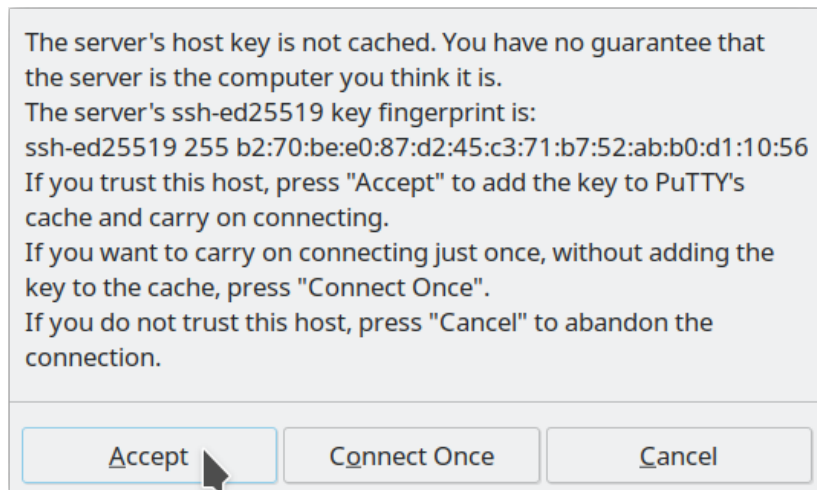 The server's host key is not cached. You have no guarantee that
the server is the computer you think it is.
The server's ssh-ed25519 key fingerprint is:
ssh-ed25519 255 b2:70:be:e0:87:d2:45:c3:71:b7:52:ab:b0:d1:10:56
If you trust this host, press "Accept" to add the key to PuTTY's
cache and carry on connecting.
If you want to carry on connecting just once, without adding the
key to the cache, press "Connect Once".
If you do not trust this host, press "Cancel" to abandon the
connection.
Accept Connect Once Cancel